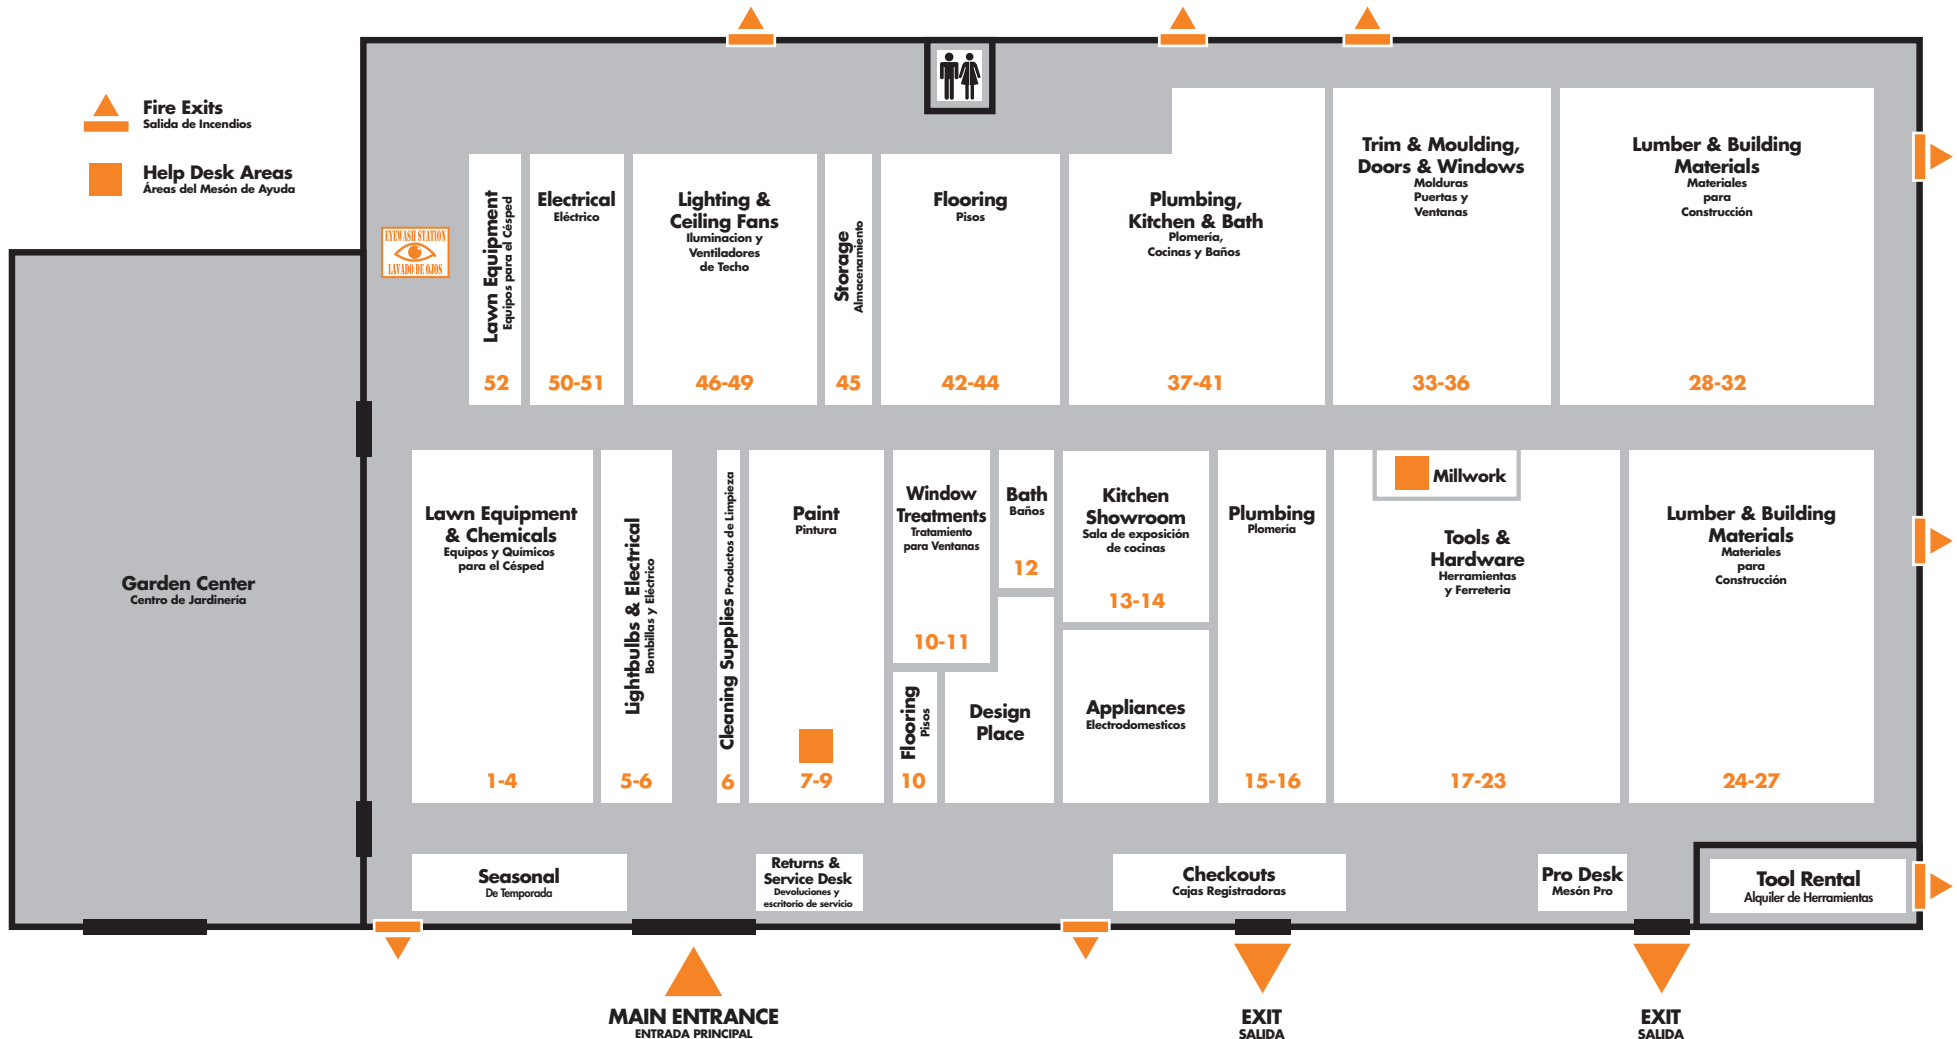 Fire Exits
Salida de Incendios
Help Desk Areas
Áreas del Mesón de Ayuda
EYEWASH STATION
LAVADO DE OJOS
Lawn Equipment
Equipos para el Césped
52
Electrical
Eléctrico
50-51
Lighting &
Ceiling Fans
Iluminacion y
Ventiladores
de Techo
46-49
Storage
Almacenamiento
45
Flooring
Pisos
42-44
Plumbing,
Kitchen & Bath
Plomería,
Cocinas y Baños
37-41
Trim & Moulding,
Doors & Windows
Molduras
Puertas y
Ventanas
33-36
Lumber & Building
Materials
Materiales
para
Construcción
28-32
Garden Center
Centro de Jardinería
Lawn Equipment
& Chemicals
Equipos y Químicos
para el Césped
1-4
Lightbulbs & Electrical
Bombillas y Eléctrico
5-6
Cleaning Supplies Productos de Limpieza
6
Paint
Pintura
7-9
Window
Treatments
Tratamiento
para Ventanas
10-11
Flooring
Pisos
10
Bath
Baños
12
Design
Place
Kitchen
Showroom
Sala de exposición
de cocinas
13-14
Appliances
Electrodomesticos
Plumbing
Plomería
15-16
Millwork
Tools &
Hardware
Herramientas
y Ferreteria
17-23
Lumber & Building
Materials
Materiales
para
Construcción
24-27
Seasonal
De Temporada
Returns &
Service Desk
Devoluciones y
escritorio de servicio
Checkouts
Cajas Registradoras
Pro Desk
Mesón Pro
Tool Rental
Alquiler de Herramientas
MAIN ENTRANCE
ENTRADA PRINCIPAL
EXIT
SALIDA
EXIT
SALIDA